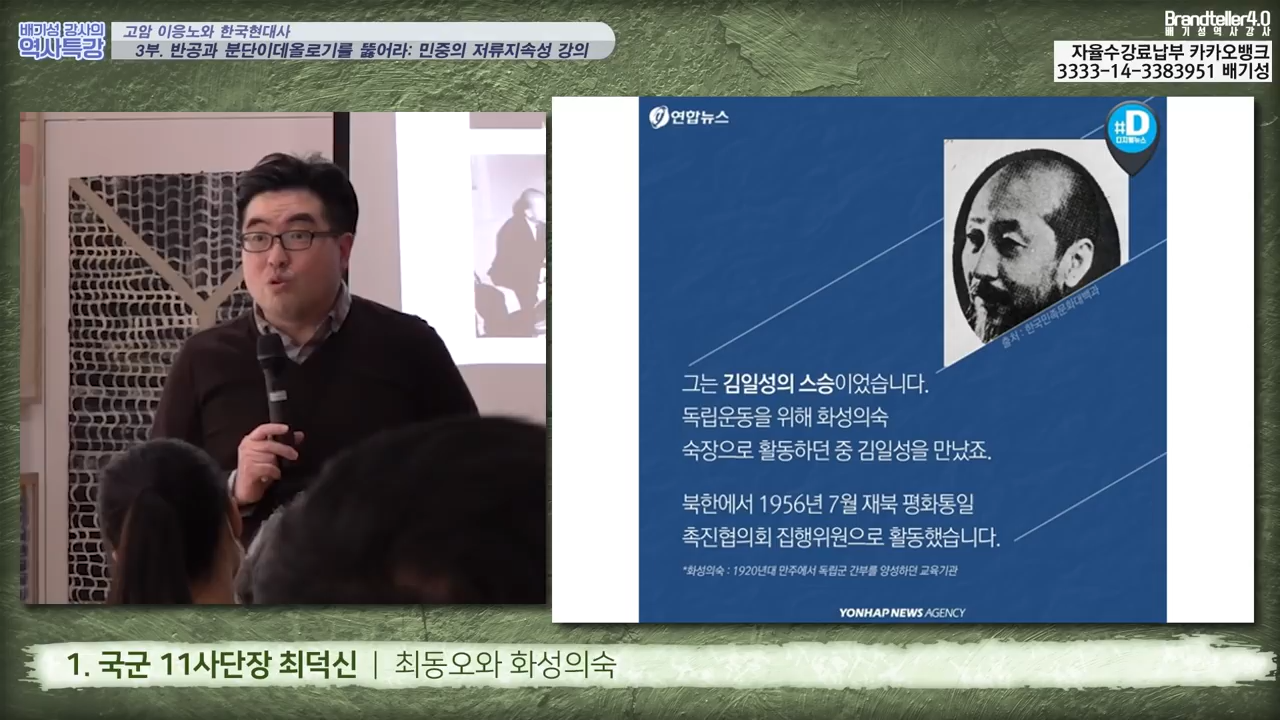 배기성 강사의
역사특강
고암 이응노와 한국현대사
3부. 반공과 분단이데올로기를 뚫어라: 민중의 저류지속성 강의
Brandteller4.0
배기성역사강사
자율수강료납부 카카오뱅크
3333-14-3383951 배기성
연합뉴스
#D
디지털뉴스
출처 : 한국민족문화대백과
그는 김일성의 스승이었습니다.
독립운동을 위해 화성의숙
숙장으로 활동하던 중 김일성을 만났죠.
북한에서 1956년 7월 재북 평화통일
촉진협의회 집행위원으로 활동했습니다.
*화성의숙 : 1920년대 만주에서 독립군 간부를 양성하던 교육기관
YONHAP NEWS AGENCY
1. 국군 11사단장 최덕신 | 최동오와 화성의숙